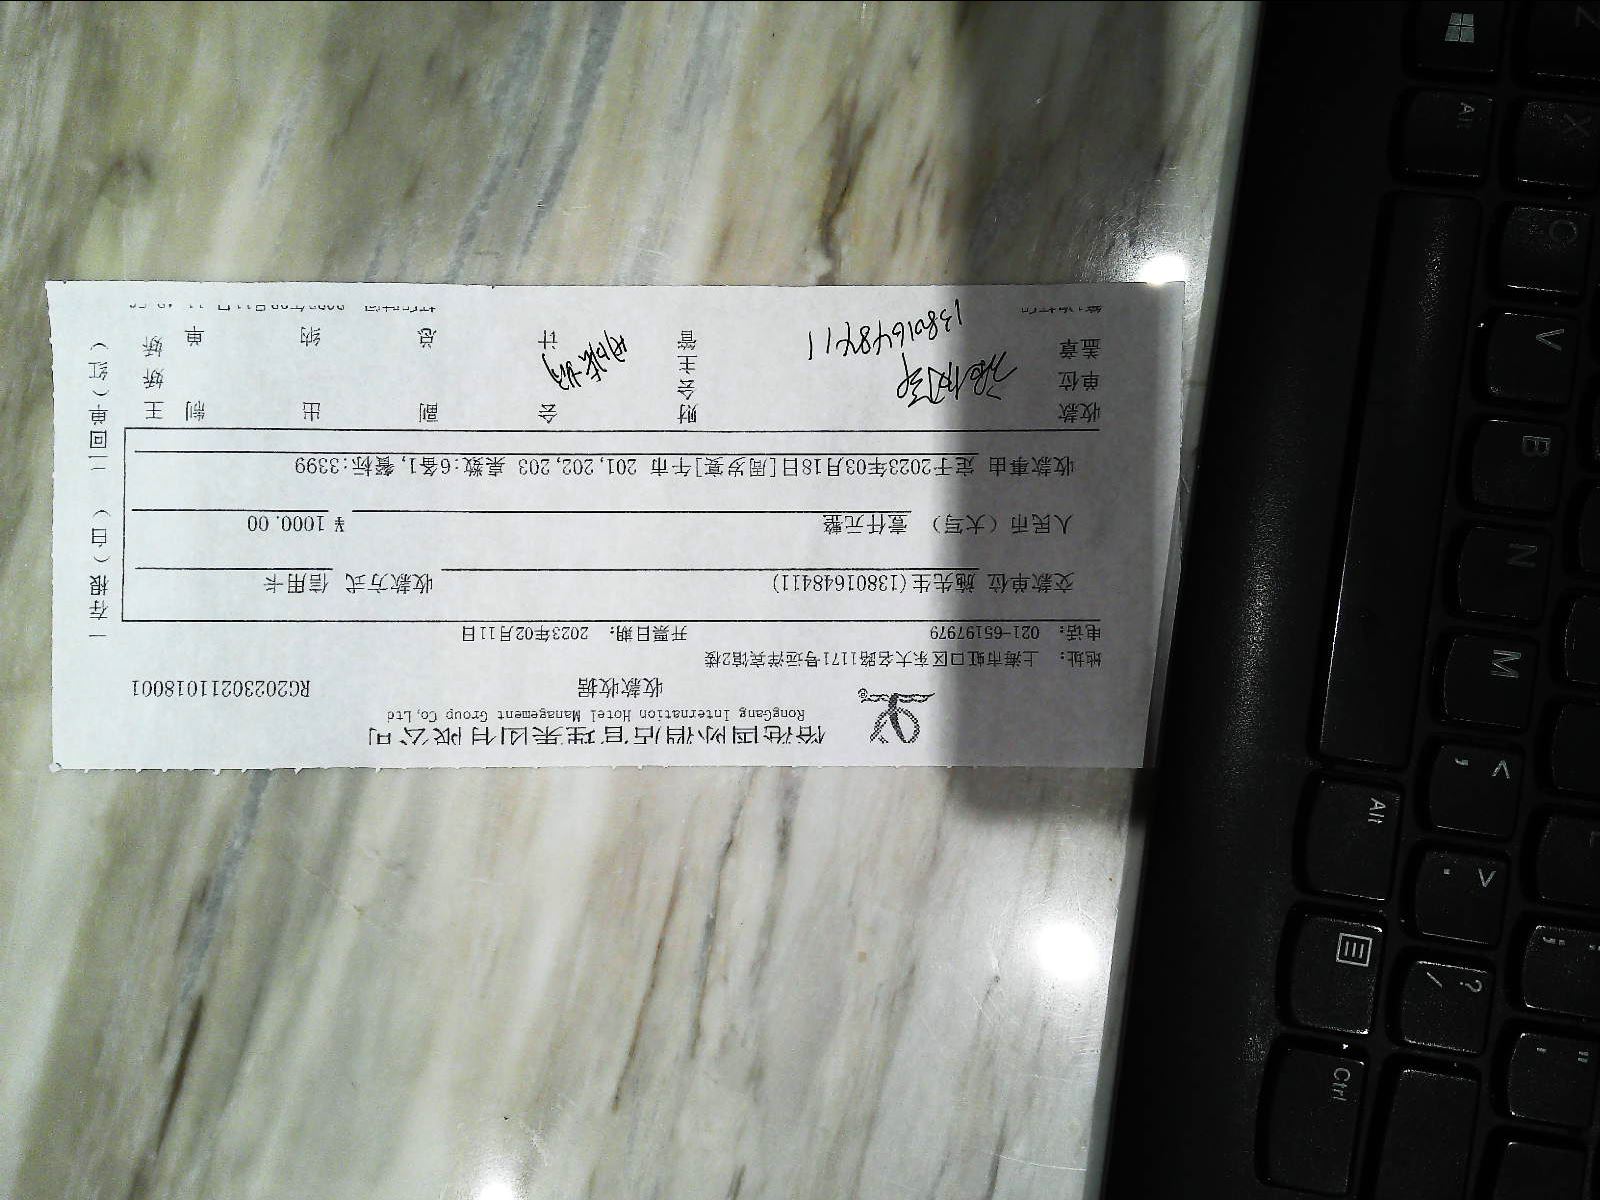 国际酒店管理集团有限公司
RongGang Internation Hotel Management Group Co,Ltd
收款收据
RG20230211018001
地址: 上海市虹口区东大名路1171号远洋宾馆2楼
电话: 021-65197979 开票日期: 2023年02月11日
交款单位 施先生(13801648411) 收款方式 信用卡
人民币(大写) 壹仟元整 ¥ 1000.00
收款事由 定于2023年03月18日[周岁宴]午市 201,202,203 桌数:6备1,餐标:3399
收款单位盖章
13801648411
财会主管
会计
副总
出纳
制单
王娇娇
一存根(白) 二回单(红)
Alt
X
Z
C
V
B
N
M
< ,
> .
? /
Alt
Ctrl